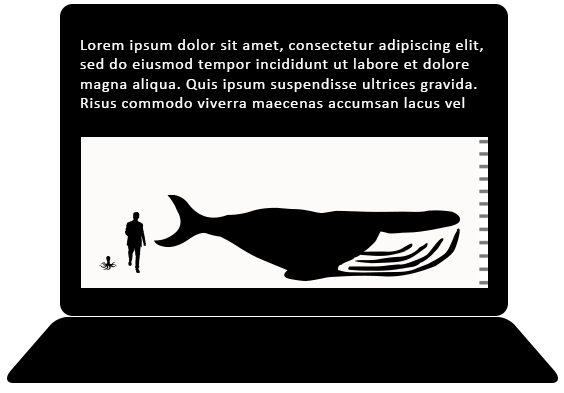 Lorem ipsum dolor sit amet, consectetur adipiscing elit,
sed do eiusmod tempor incididunt ut labore et dolore
magna aliqua. Quis ipsum suspendisse ultrices gravida.
Risus commodo viverra maecenas accumsan lacus vel